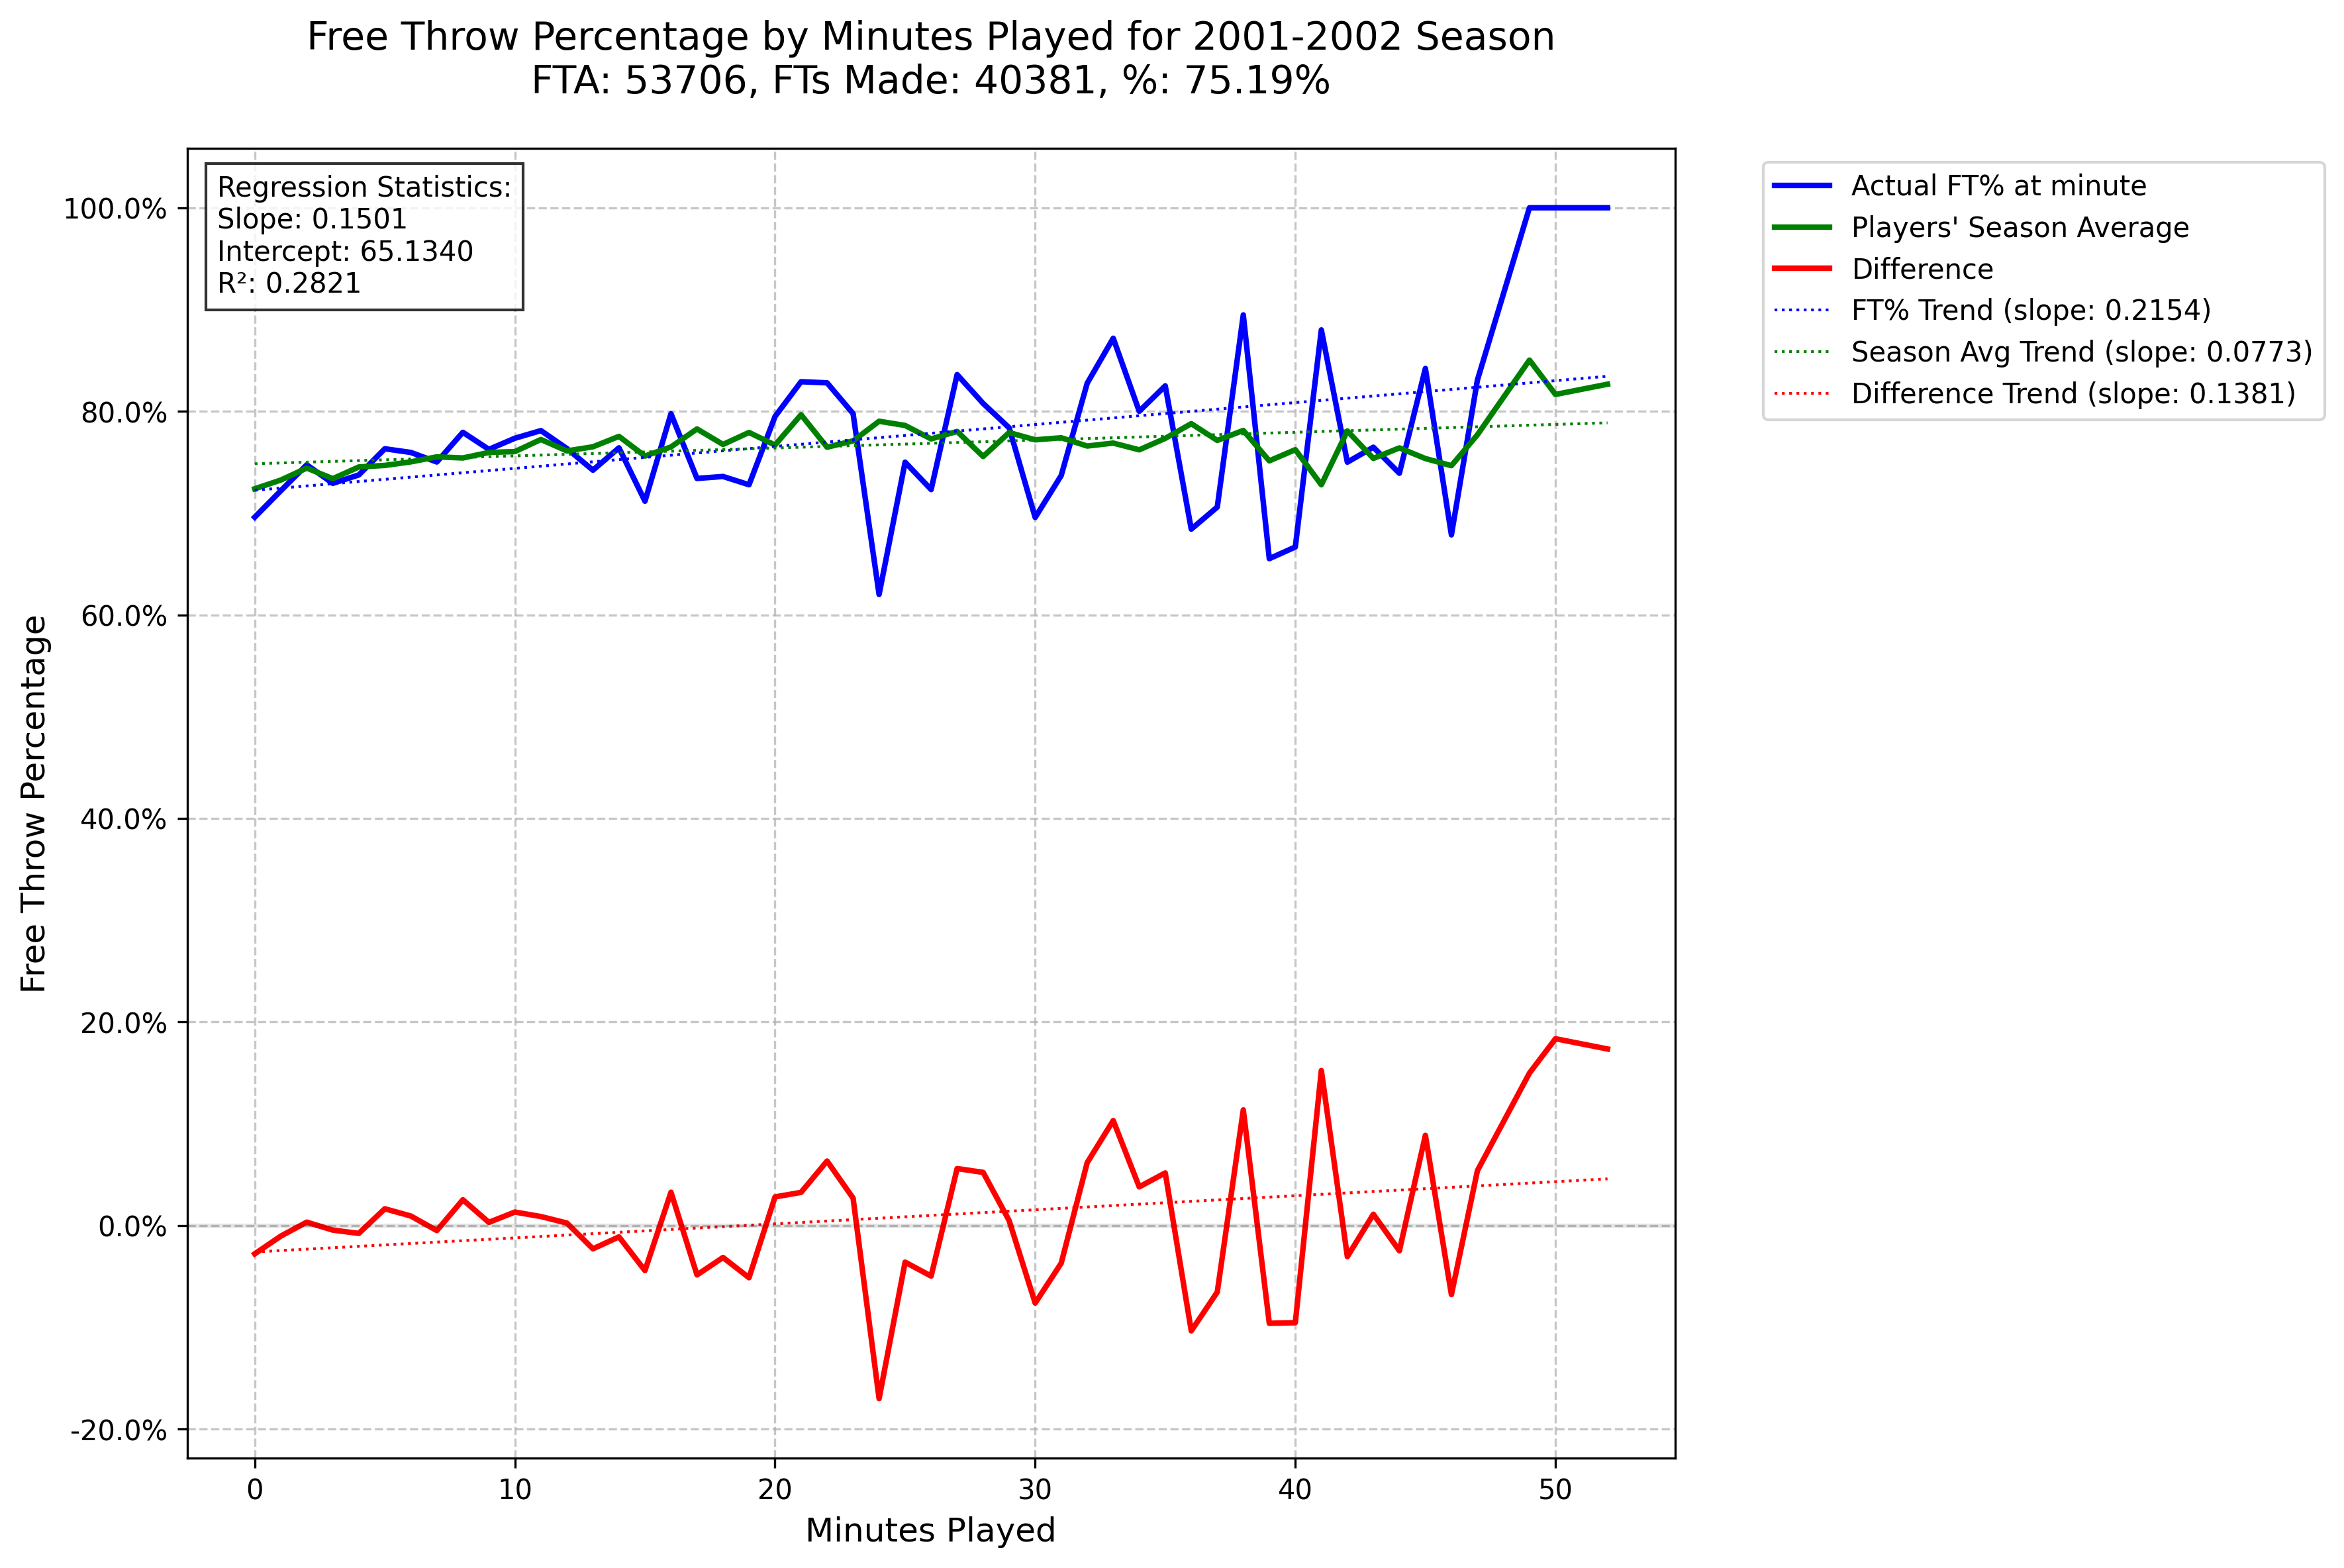 Free Throw Percentage by Minutes Played for 2001-2002 Season
FTA: 53706, FTs Made: 40381, %: 75.19%
Regression Statistics:
Slope: 0.1501
Intercept: 65.1340
R²: 0.2821
Actual FT% at minute
Players' Season Average
Difference
FT% Trend (slope: 0.2154)
Season Avg Trend (slope: 0.0773)
Difference Trend (slope: 0.1381)
Free Throw Percentage
100.0%
80.0%
60.0%
40.0%
20.0%
0.0%
-20.0%
0
10
20
30
40
50
Minutes Played